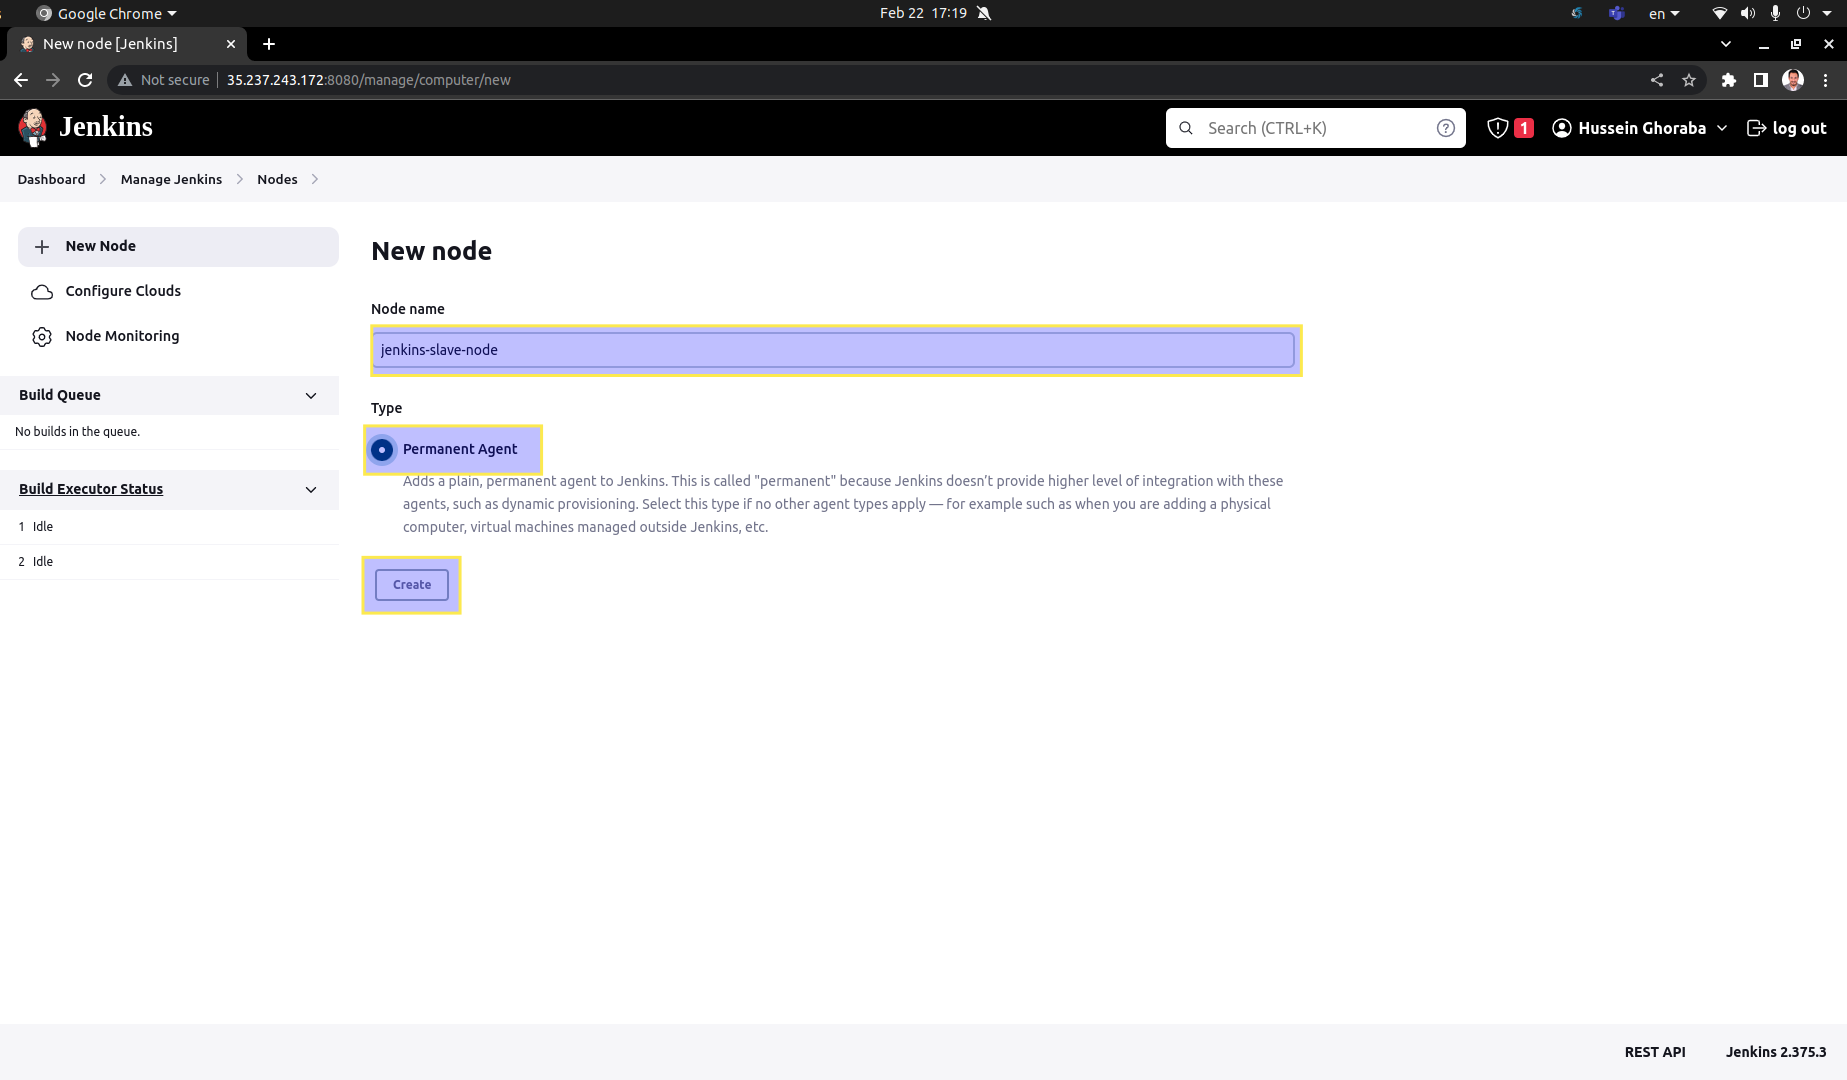 Google Chrome
Feb 22 17:19
en
New node [Jenkins]
Not secure 35.237.243.172:8080/manage/computer/new
Jenkins
Search (CTRL+K)
1
Hussein Ghoraba
log out
Dashboard
Manage Jenkins
Nodes
New Node
Configure Clouds
Node Monitoring
Build Queue
No builds in the queue.
Build Executor Status
1 Idle
2 Idle
New node
Node name
jenkins-slave-node
Type
Permanent Agent
Adds a plain, permanent agent to Jenkins. This is called "permanent" because Jenkins doesn’t provide higher level of integration with these
agents, such as dynamic provisioning. Select this type if no other agent types apply — for example such as when you are adding a physical
computer, virtual machines managed outside Jenkins, etc.
Create
REST API
Jenkins 2.375.3